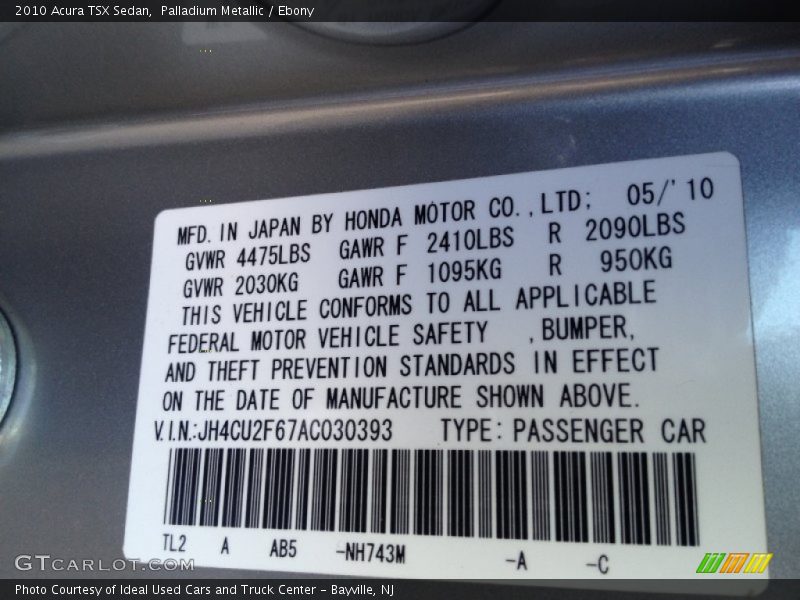 2010 Acura TSX Sedan, Palladium Metallic / Ebony
MFD. IN JAPAN BY HONDA MOTOR CO., LTD; 05/'10
GVWR 4475LBS GAWR F 2410LBS R 2090LBS
GVWR 2030KG GAWR F 1095KG R 950KG
THIS VEHICLE CONFORMS TO ALL APPLICABLE
FEDERAL MOTOR VEHICLE SAFETY , BUMPER,
AND THEFT PREVENTION STANDARDS IN EFFECT
ON THE DATE OF MANUFACTURE SHOWN ABOVE.
V.I.N.:JH4CU2F67AC030393 TYPE: PASSENGER CAR
TL2 A AB5 -NH743M -A -C
GTCARLOT.COM
Photo Courtesy of Ideal Used Cars and Truck Center – Bayville, NJ